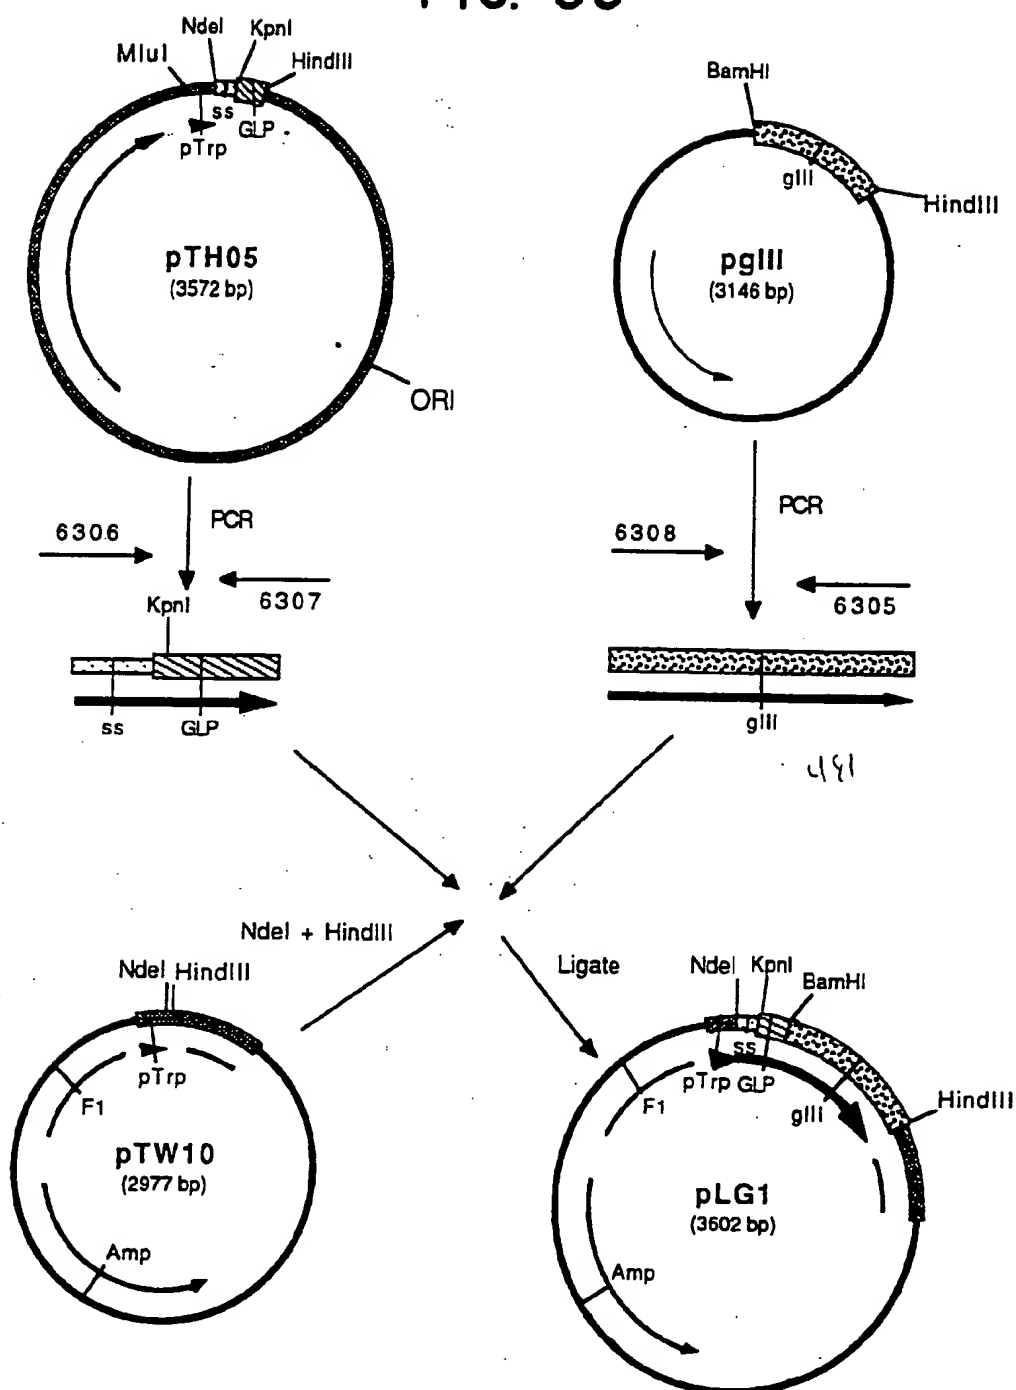 NdeI
KpnI
MluI
HindIII
ss
GLP
pTrp
pTH05
(3572 bp)
ORI
BamHI
gIII
HindIII
pgIII
(3146 bp)
PCR
6306
6307
KpnI
ss
GLP
PCR
6308
6305
gIII
NdeI + HindIII
Ligate
NdeI HindIII
pTrp
F1
pTW10
(2977 bp)
Amp
NdeI
KpnI
BamHI
ss
pTrp
GLP
F1
gIII
HindIII
pLG1
(3602 bp)
Amp